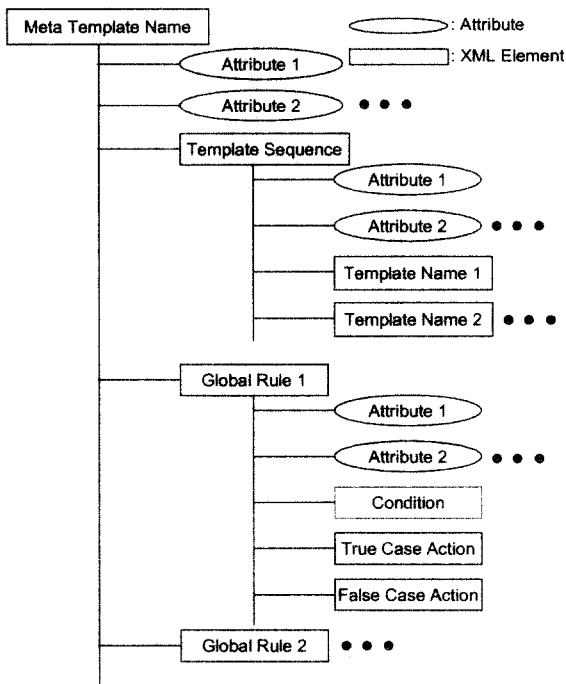 Meta Template Name
: Attribute
: XML Element
Attribute 1
Attribute 2 • • •
Template Sequence
Attribute 1
Attribute 2 • • •
Template Name 1
Template Name 2 • • •
Global Rule 1
Attribute 1
Attribute 2 • • •
Condition
True Case Action
False Case Action
Global Rule 2 • • •